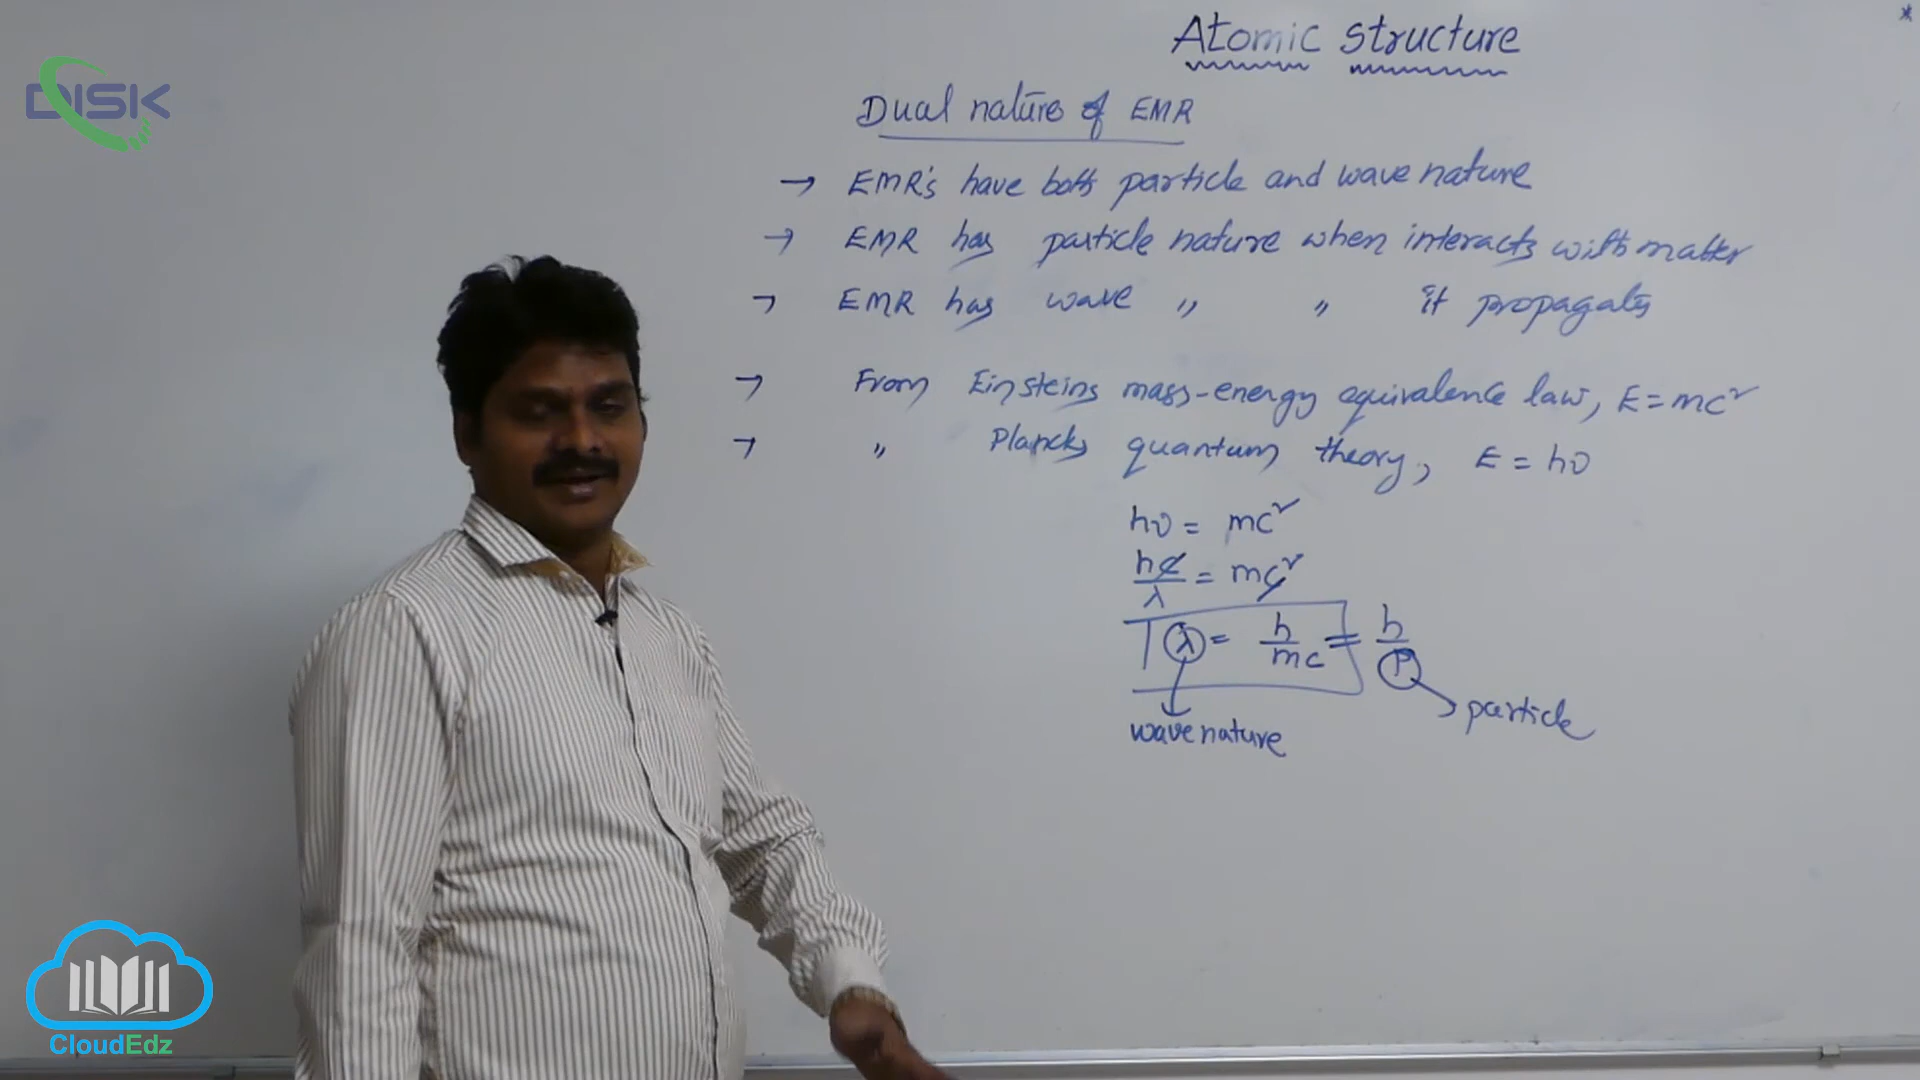 Atomic structure
DISK
Dual nature of EMR
→ EMR's have both particle and wave nature
→ EMR has particle nature when interacts with matter
→ EMR has wave " " it propagates
→ From Einsteins mass-energy equivalence law, E = mc²
→ " Plancks quantum theory, E = hν
hν = mc²
hc/λ = mc²
λ = h/mc = h/P
particle
wave nature
CloudEdz